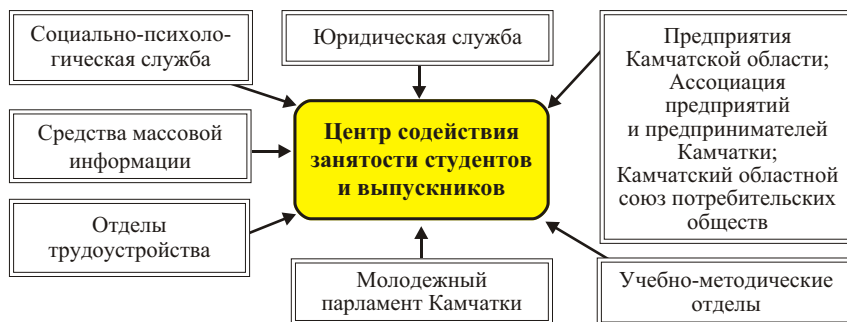 Социально-психоло-
гическая служба
Юридическая служба
Предприятия
Камчатской области;
Ассоциация
предприятий
и предпринимателей
Камчатки;
Камчатский областной
союз потребительских
обществ
Средства массовой
информации
Центр содействия
занятости студентов
и выпускников
Отделы
трудоустройства
Молодежный
парламент Камчатки
Учебно-методические
отделы